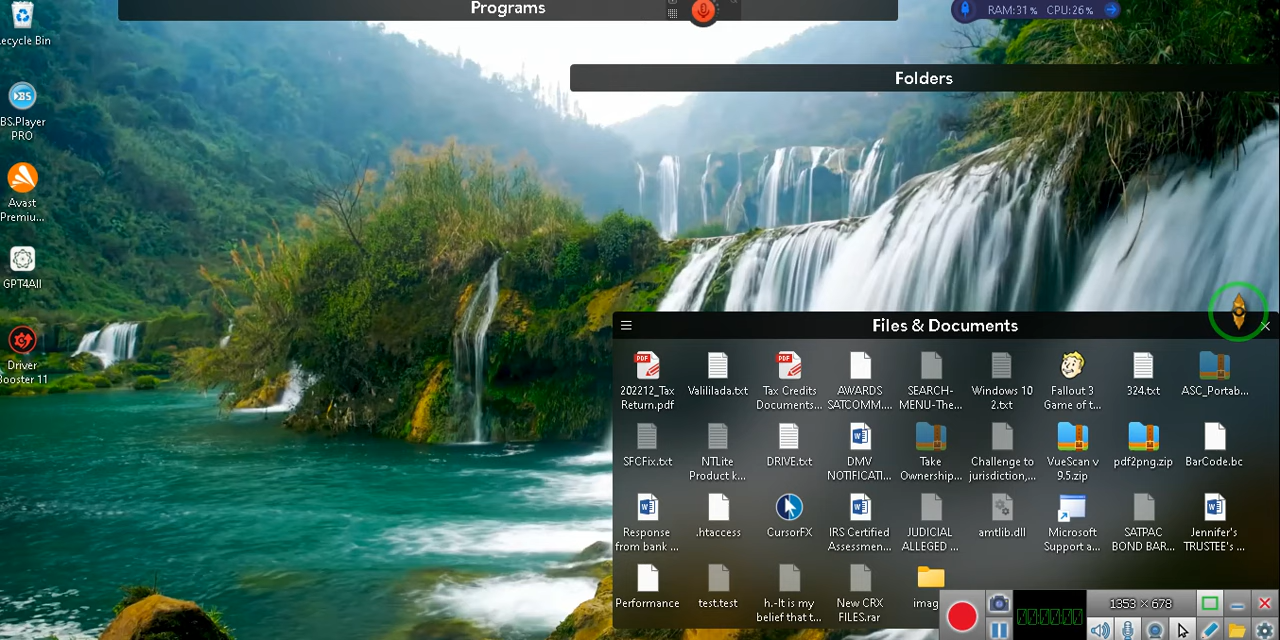 Programs
RAM:31% CPU:26%
Folders
ecycle Bin
BS.Player
PRO
Avast
Premiu...
GPT4All
Driver
Booster 11
Files & Documents
202212_Tax
Return.pdf
Valililada.txt
Tax Credits
Documents...
AWARDS
SATCOMM....
SEARCH-
MENU-The...
Windows 10
2.txt
Fallout 3
Game of t...
324.txt
ASC_Portab...
SFCFix.txt
NTLite
Product k...
DRIVE.txt
DMV
NOTIFICATI...
Take
Ownership...
Challenge to
jurisdiction,...
VueScan v
9.5.zip
pdf2png.zip
BarCode.bc
Response
from bank ...
.htaccess
CursorFX
IRS Certified
Assessmen...
JUDICIAL
ALLEGED ...
amtlib.dll
Microsoft
Support a...
SATPAC
BOND BAR...
Jennifer's
TRUSTEE's ...
Performance
test.test
h.-It is my
belief that t...
New CRX
FILES.rar
imag
1353 × 678